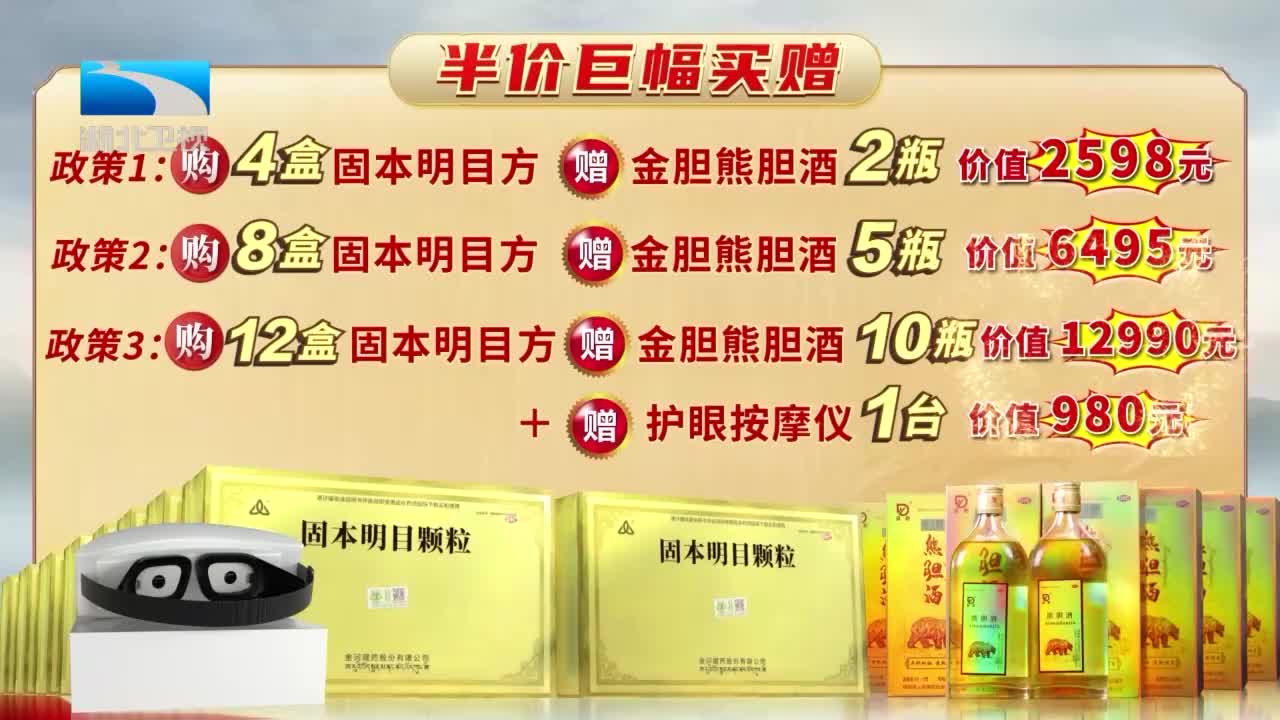 半价巨幅买赠
湖北卫视
政策1：购4盒固本明目方 赠 金胆熊胆酒2瓶 价值2598元
政策2：购8盒固本明目方 赠 金胆熊胆酒5瓶 价值6495元
政策3：购12盒固本明目方 赠 金胆熊胆酒10瓶 价值12990元
＋赠 护眼按摩仪1台 价值980元
固本明目颗粒
固本明目颗粒
熊胆酒
熊胆酒
熊胆酒
熊胆酒